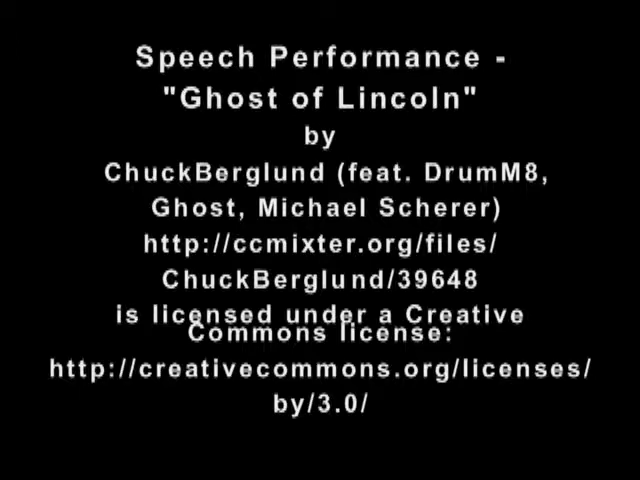 Speech Performance -
"Ghost of Lincoln"
by
ChuckBerglund (feat. DrumM8,
Ghost, Michael Scherer)
http://ccmixter.org/files/
ChuckBerglund/39648
is licensed under a Creative
Commons license:
http://creativecommons.org/licenses/
by/3.0/